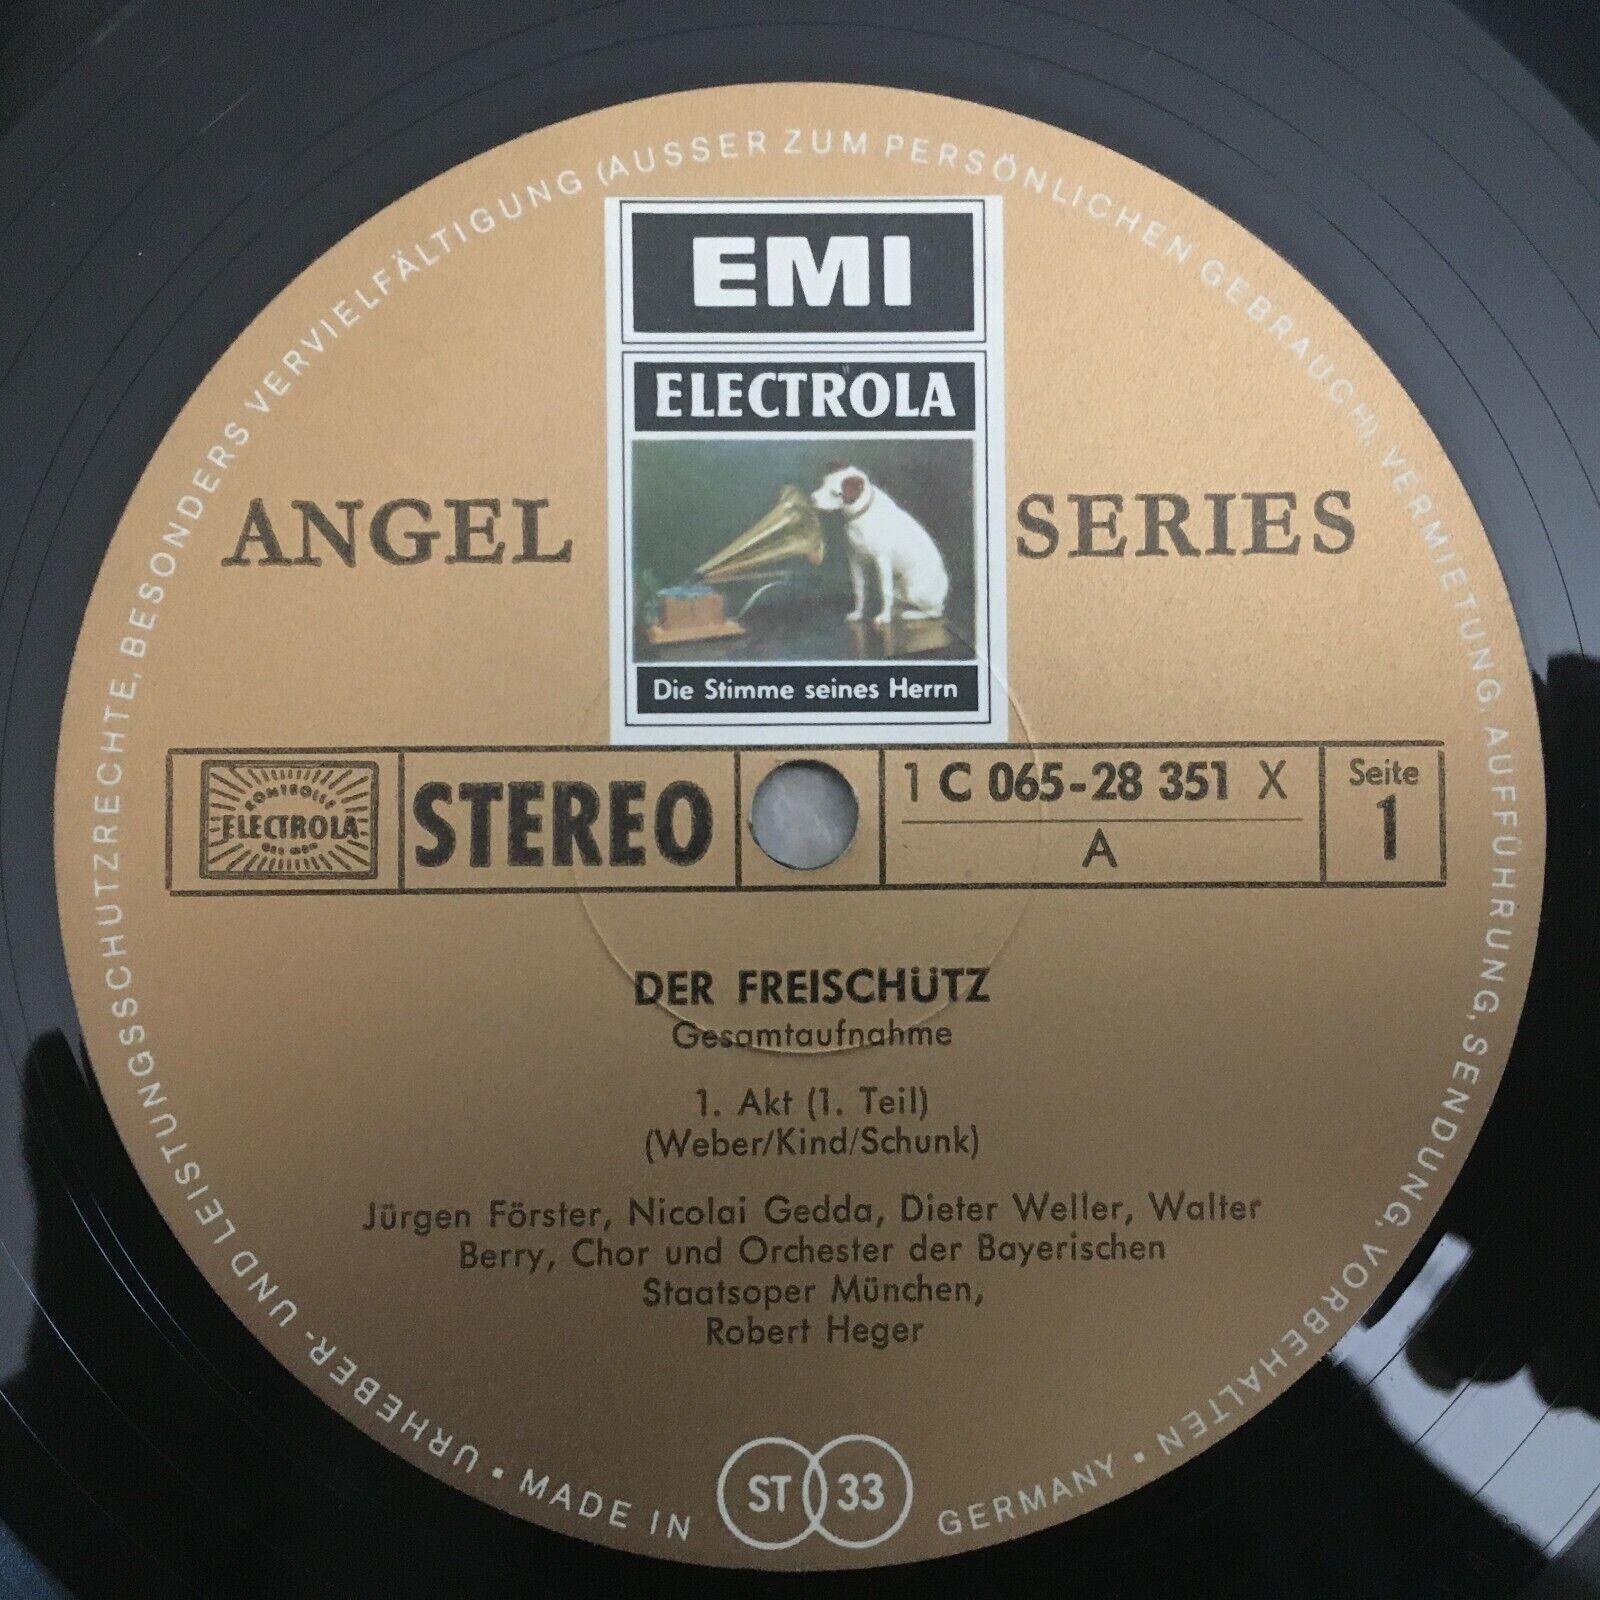 URHEBER- UND LEISTUNGSSCHUTZRECHTE, BESONDERS VERVIELFÄLTIGUNG (AUSSER ZUM PERSÖNLICHEN GEBRAUCH), VERMIETUNG, AUFFÜHRUNG, SENDUNG, VORBEHALTEN •
EMI
ELECTROLA
ANGEL SERIES
Die Stimme seines Herrn
KONTROLLE
ELECTROLA
STEREO
1 C 065-28 351 X
A
Seite
1
DER FREISCHÜTZ
Gesamtaufnahme
1. Akt (1. Teil)
(Weber/Kind/Schunk)
Jürgen Förster, Nicolai Gedda, Dieter Weller, Walter
Berry, Chor und Orchester der Bayerischen
Staatsoper München,
Robert Heger
• MADE IN GERMANY
ST 33